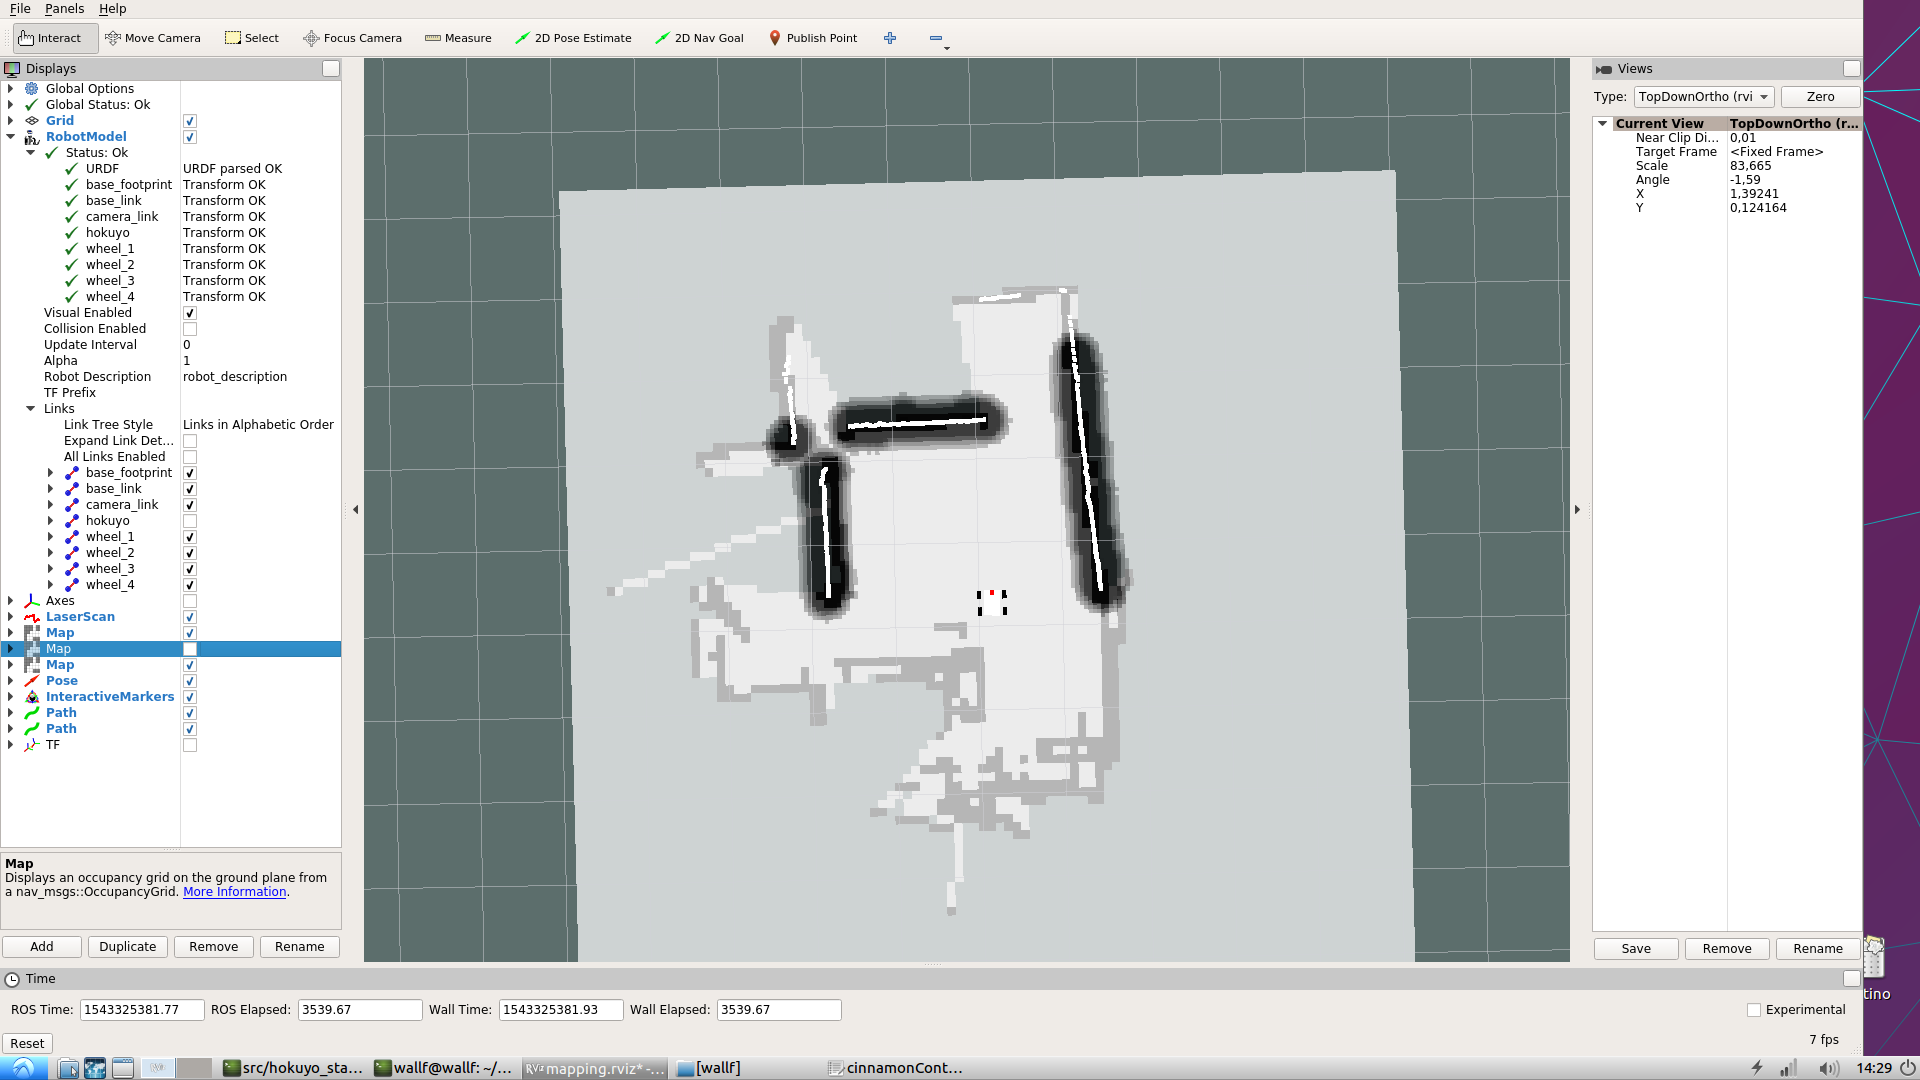 File Panels Help
Interact Move Camera Select Focus Camera Measure 2D Pose Estimate 2D Nav Goal Publish Point
Displays
Global Options
Global Status: Ok
Grid
RobotModel
Status: Ok
URDF URDF parsed OK
base_footprint Transform OK
base_link Transform OK
camera_link Transform OK
hokuyo Transform OK
wheel_1 Transform OK
wheel_2 Transform OK
wheel_3 Transform OK
wheel_4 Transform OK
Visual Enabled
Collision Enabled
Update Interval 0
Alpha 1
Robot Description robot_description
TF Prefix
Links
Link Tree Style Links in Alphabetic Order
Expand Link Det...
All Links Enabled
base_footprint
base_link
camera_link
hokuyo
wheel_1
wheel_2
wheel_3
wheel_4
Axes
LaserScan
Map
Map
Map
Pose
InteractiveMarkers
Path
Path
TF
Map
Displays an occupancy grid on the ground plane from
a nav_msgs::OccupancyGrid. More Information.
Add Duplicate Remove Rename
Views
Type: TopDownOrtho (rvi Zero
Current View TopDownOrtho (r...
Near Clip Di... 0,01
Target Frame <Fixed Frame>
Scale 83,665
Angle -1,59
X 1,39241
Y 0,124164
Save Remove Rename
Time
ROS Time: 1543325381.77 ROS Elapsed: 3539.67 Wall Time: 1543325381.93 Wall Elapsed: 3539.67 Experimental
Reset 7 fps
tino
src/hokuyo_sta... wallf@wallf: ~/... mapping.rviz* -... [wallf] cinnamonCont... 14:29